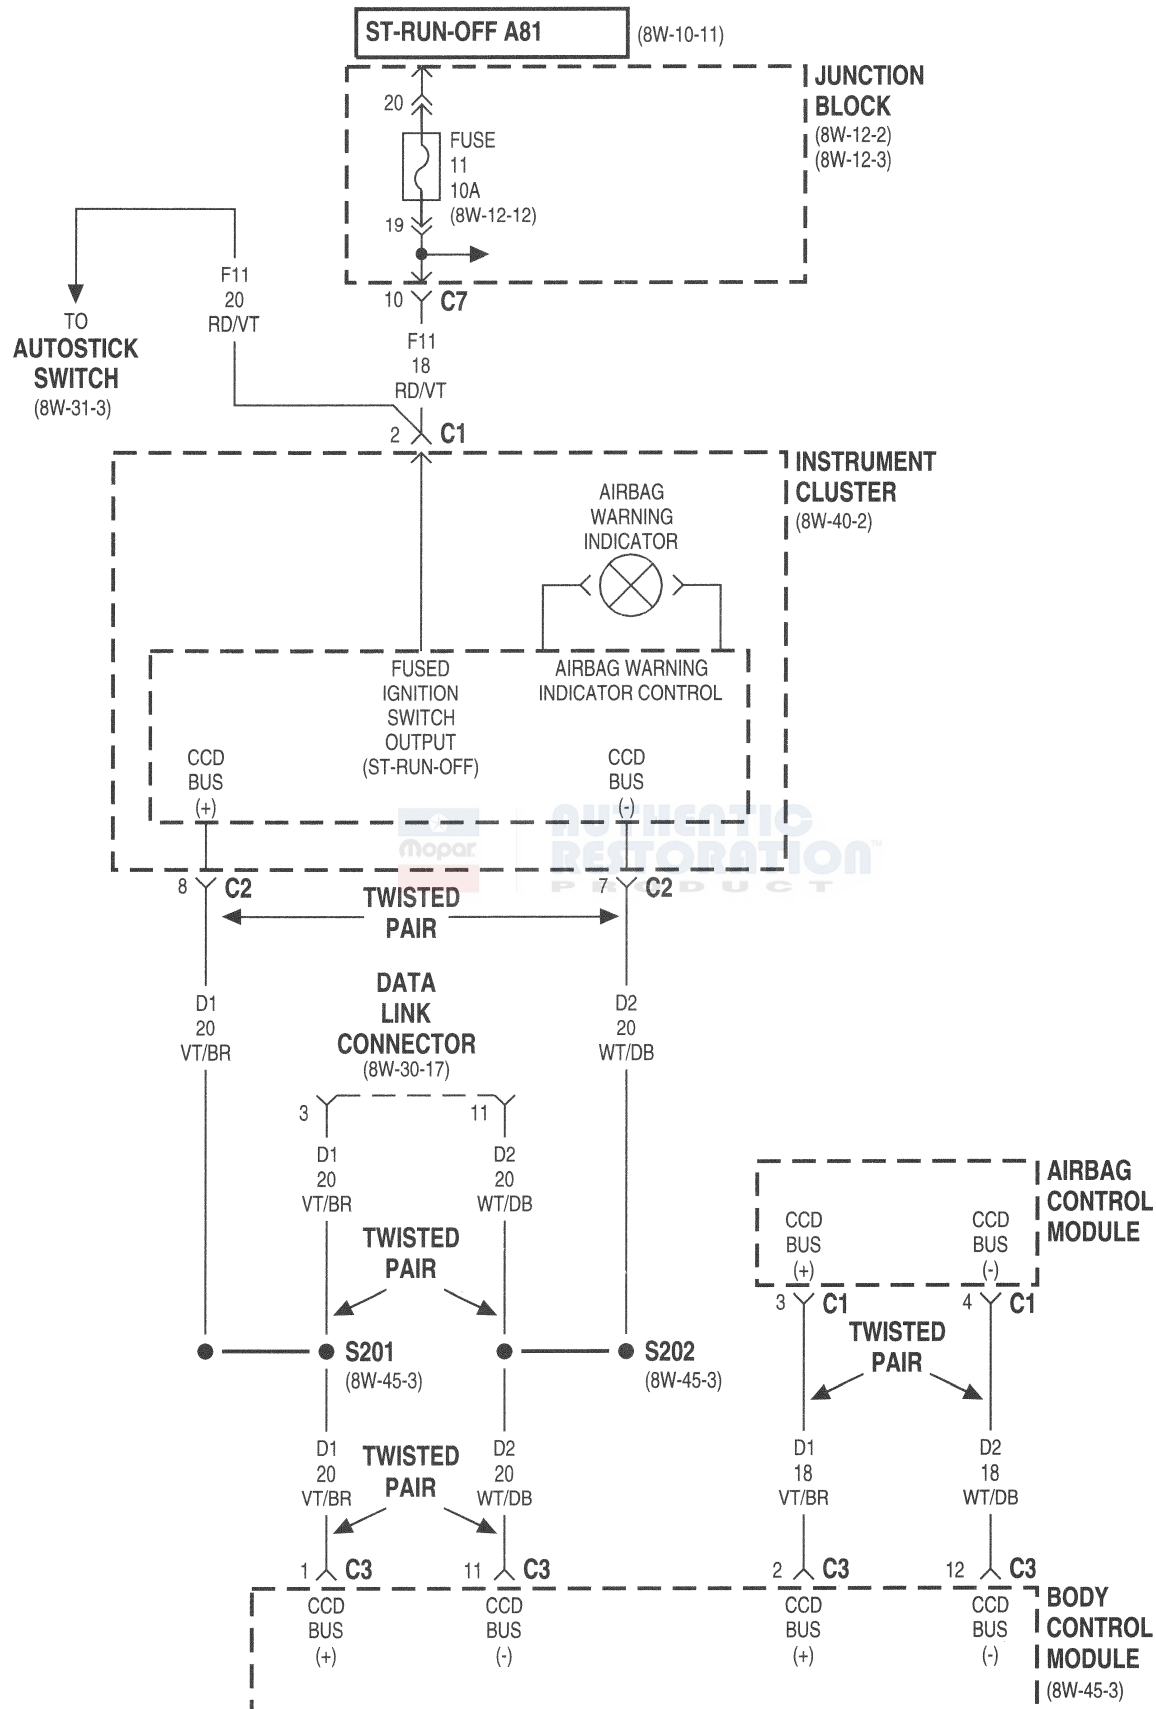 ST-RUN-OFF A81
(8W-10-11)
JUNCTION
BLOCK
(8W-12-2)
(8W-12-3)
20
FUSE
11
10A
(8W-12-12)
19
10
C7
F11
20
RD/VT
TO
AUTOSTICK
SWITCH
(8W-31-3)
F11
18
RD/VT
2
C1
INSTRUMENT
CLUSTER
(8W-40-2)
AIRBAG
WARNING
INDICATOR
FUSED
IGNITION
SWITCH
OUTPUT
(ST-RUN-OFF)
AIRBAG WARNING
INDICATOR CONTROL
CCD
BUS
(+)
CCD
BUS
(-)
mopar
AUTHENTIC
RESTORATION™
PRODUCT
8
C2
7
C2
TWISTED
PAIR
D1
20
VT/BR
DATA
LINK
CONNECTOR
(8W-30-17)
D2
20
WT/DB
3
11
D1
20
VT/BR
D2
20
WT/DB
TWISTED
PAIR
AIRBAG
CONTROL
MODULE
CCD
BUS
(+)
CCD
BUS
(-)
3
C1
4
C1
TWISTED
PAIR
S201
(8W-45-3)
S202
(8W-45-3)
D1
20
VT/BR
TWISTED
PAIR
D2
20
WT/DB
D1
18
VT/BR
D2
18
WT/DB
1
C3
11
C3
2
C3
12
C3
BODY
CONTROL
MODULE
(8W-45-3)
CCD
BUS
(+)
CCD
BUS
(-)
CCD
BUS
(+)
CCD
BUS
(-)